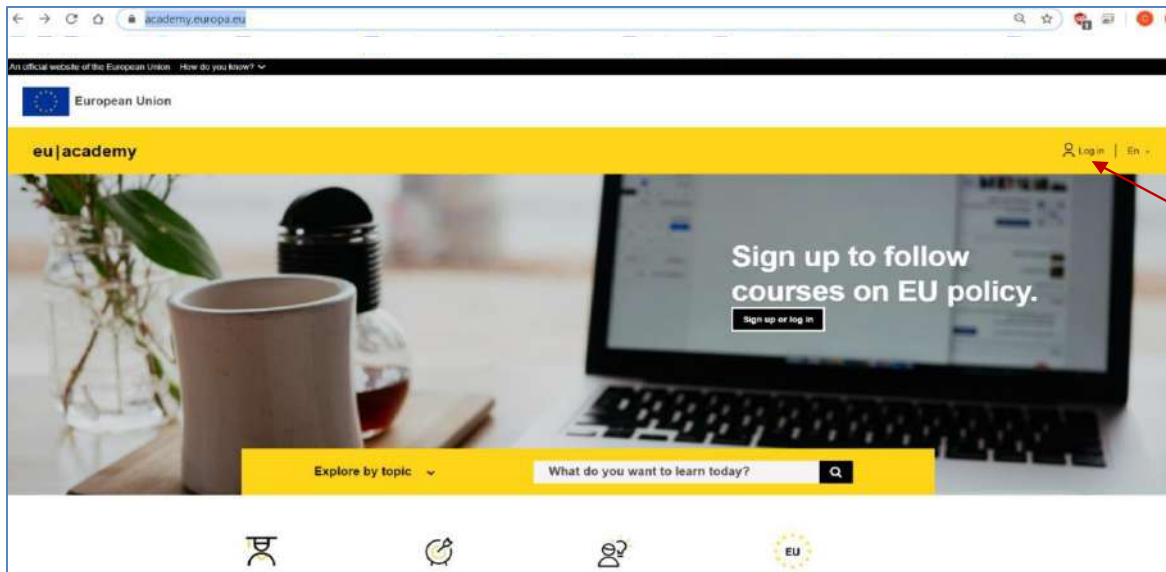 academy.europa.eu
An official website of the European Union How do you know?
European Union
eu|academy
Log in | En
Sign up to follow
courses on EU policy.
Sign up or log in
Explore by topic
What do you want to learn today?
EU